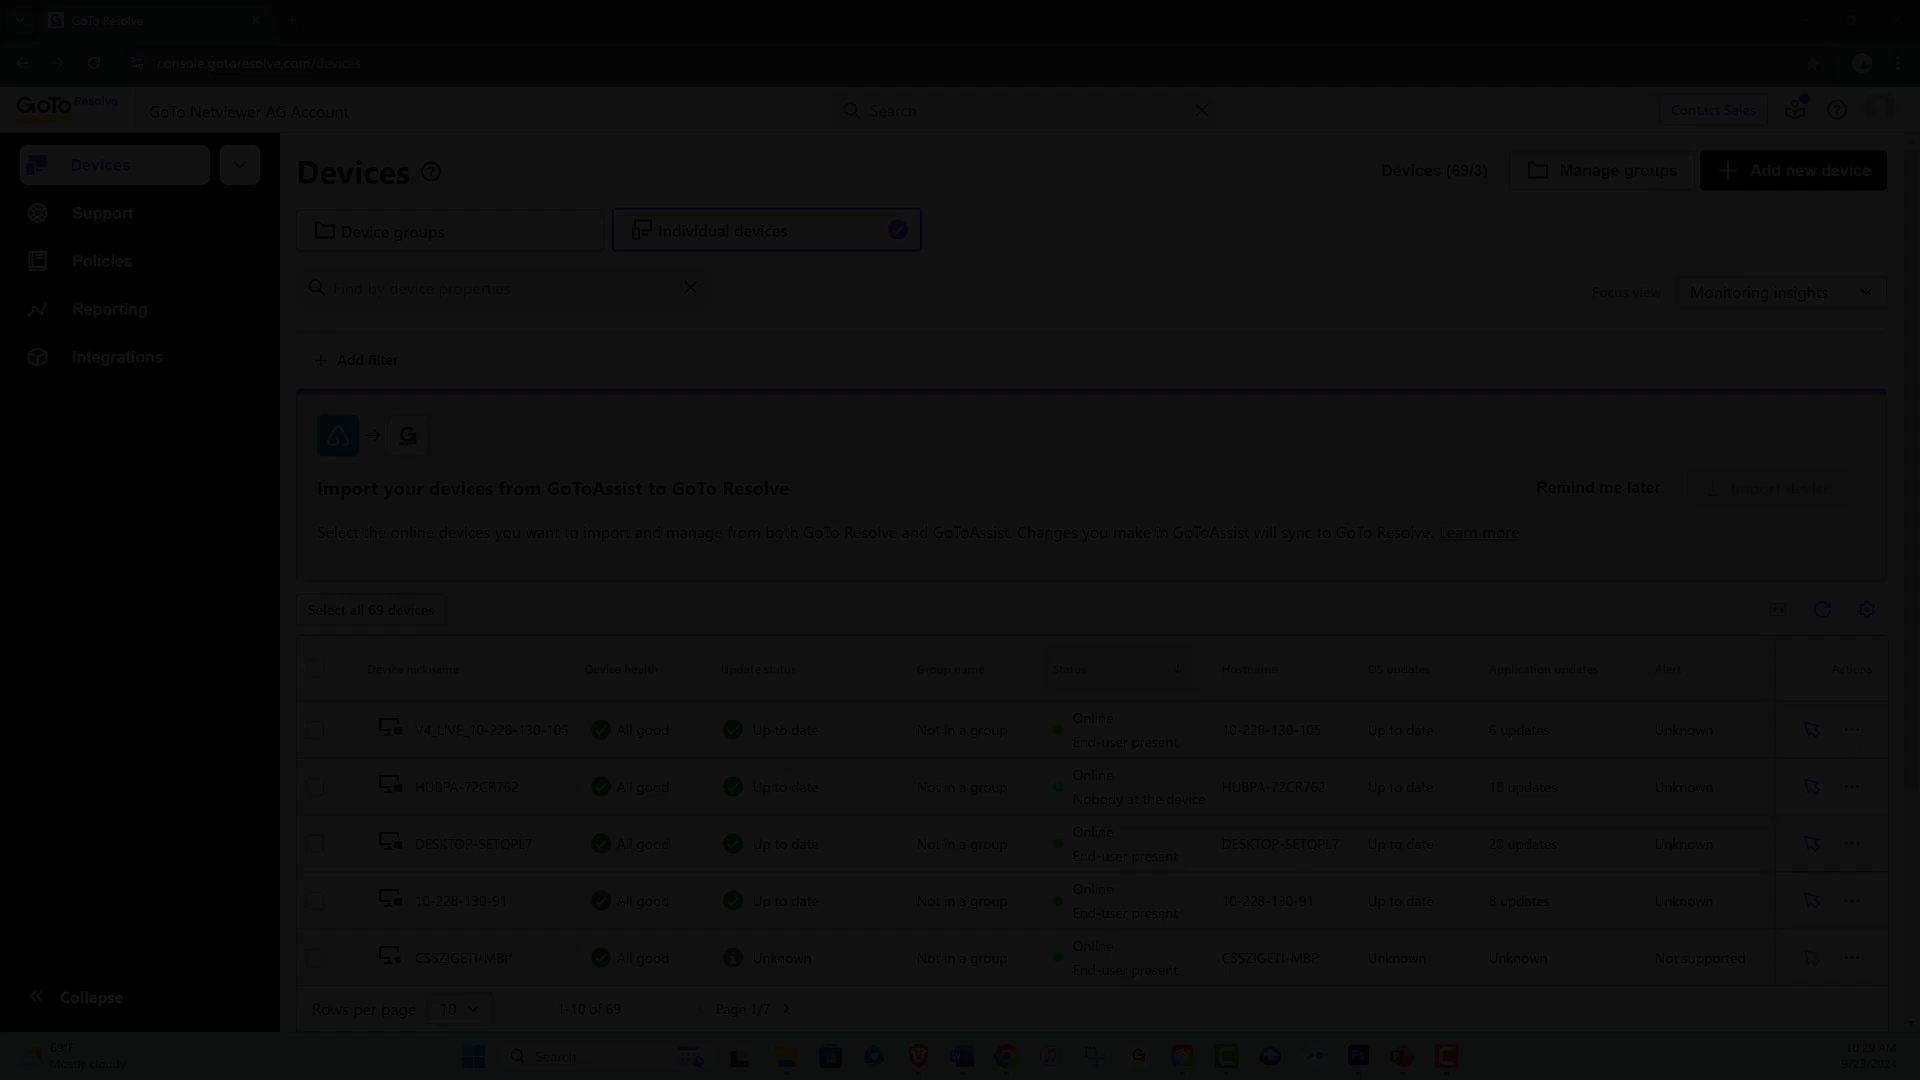 GoTo Resolve
console.gotoresolve.com/devices
GoTo Resolve
GoTo Netviewer AG Account
Search
Contact Sales
Devices
Support
Policies
Reporting
Integrations
Collapse
Devices
Devices (69/3)
Manage groups
Add new device
Device groups
Individual devices
Find by device properties
Focus view
Monitoring insights
Add filter
Import your devices from GoToAssist to GoTo Resolve
Remind me later
Import device
Select the online devices you want to import and manage from both GoTo Resolve and GoToAssist. Changes you make in GoToAssist will sync to GoTo Resolve. Learn more
Select all 69 devices
Device nickname Device health Update status Group name Status Hostname OS updates Application updates Alert Actions
V4_LIVE_10-228-130-105 All good Up to date Not in a group Online End-user present 10-228-130-105 Up to date 6 updates Unknown
HUBPA-72CR762 All good Up to date Not in a group Online Nobody at the device HUBPA-72CR762 Up to date 18 updates Unknown
DESKTOP-SETQPL7 All good Up to date Not in a group Online End-user present DESKTOP-SETQPL7 Up to date 20 updates Unknown
10-228-130-91 All good Up to date Not in a group Online End-user present 10-228-130-91 Up to date 8 updates Unknown
CSSZIGETI-MBP All good Unknown Not in a group Online End-user present CSSZIGETI-MBP Unknown Unknown Not supported
Rows per page 10 1-10 of 69 Page 1/7
69°F
Mostly cloudy
Search
10:29 AM
9/23/2024